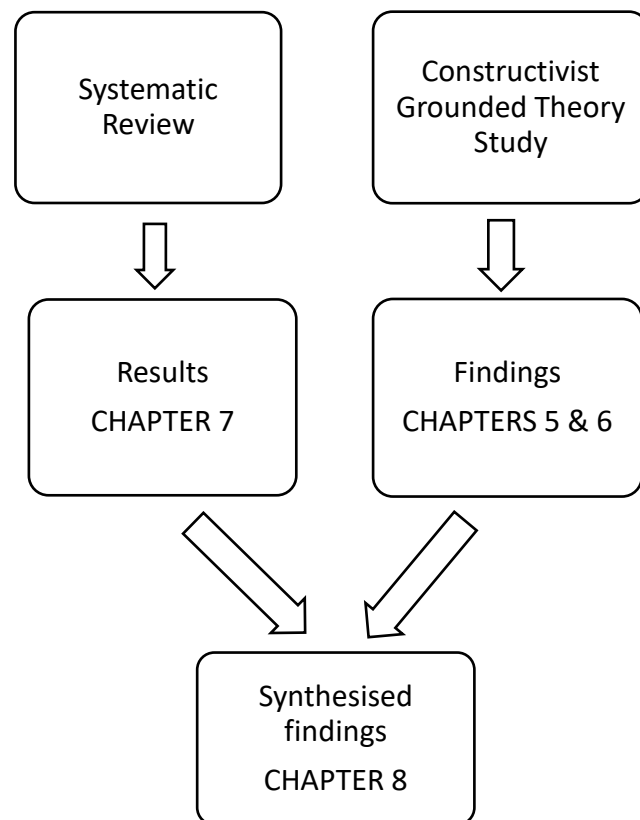 Systematic
Review
Constructivist
Grounded Theory
Study
Results
CHAPTER 7
Findings
CHAPTERS 5 & 6
Synthesised
findings
CHAPTER 8